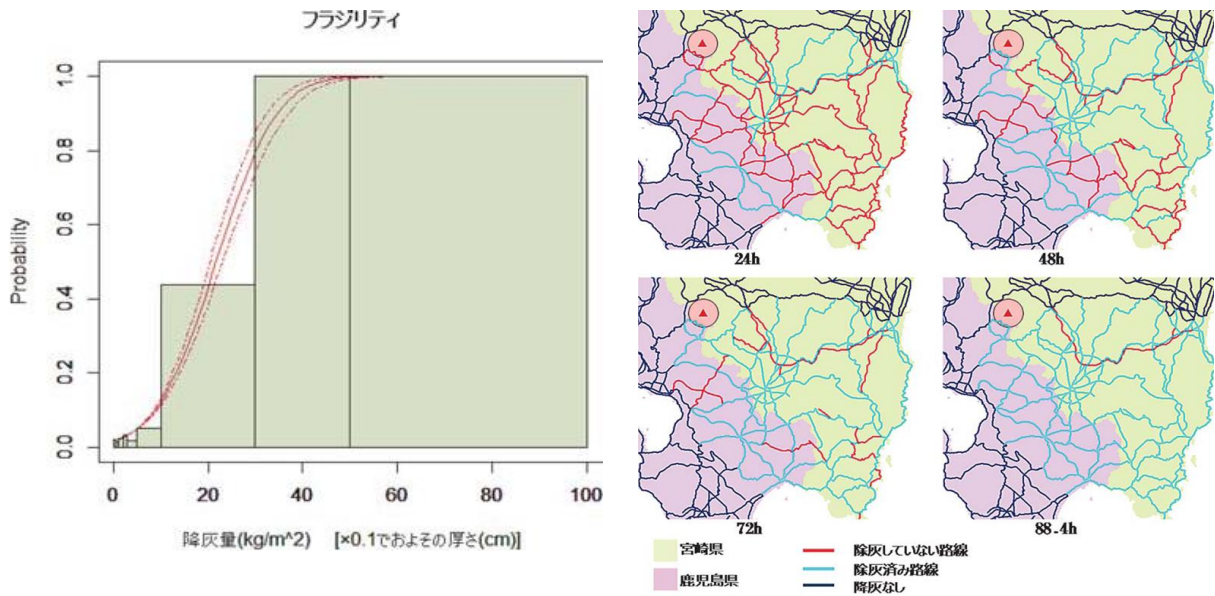 フラジリティ
Probability
1.0
0.8
0.6
0.4
0.2
0.0
0
20
40
60
80
100
降灰量(kg/m^2) [×0.1でおよその厚さ(cm)]
24h
48h
72h
88.4h
宮崎県
鹿児島県
除灰していない路線
除灰済み路線
降灰なし